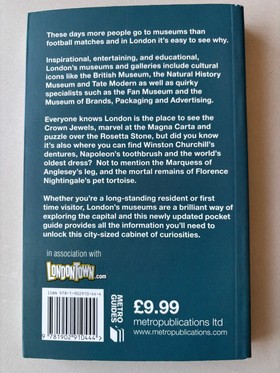 These days more people go to museums than
football matches and in London it's easy to see why.
Inspirational, entertaining, and educational,
London's museums and galleries include cultural
icons like the British Museum, the Natural History
Museum and Tate Modern as well as quirky
specialists such as the Fan Museum and the
Museum of Brands, Packaging and Advertising.
Everyone knows London is the place to see the
Crown Jewels, marvel at the Magna Carta and
puzzle over the Rosetta Stone, but did you know
it's also where you can find Winston Churchill's
dentures, Napoleon's toothbrush and the world's
oldest dress? Not to mention the Marquess of
Anglesey's leg, and the mortal remains of Florence
Nightingale's pet tortoise.
Whether you're a long-standing resident or first
time visitor, London's museums are a brilliant way of
exploring the capital and this newly updated pocket
guide provides all the information you'll need to
unlock this city-sized cabinet of curiosities.
in association with
LONDONTOWN.com
ISBN 978-1-902910-44-4
9 781902 910444 >
METRO
GUIDES
£9.99
metropublications ltd
www.metropublications.com